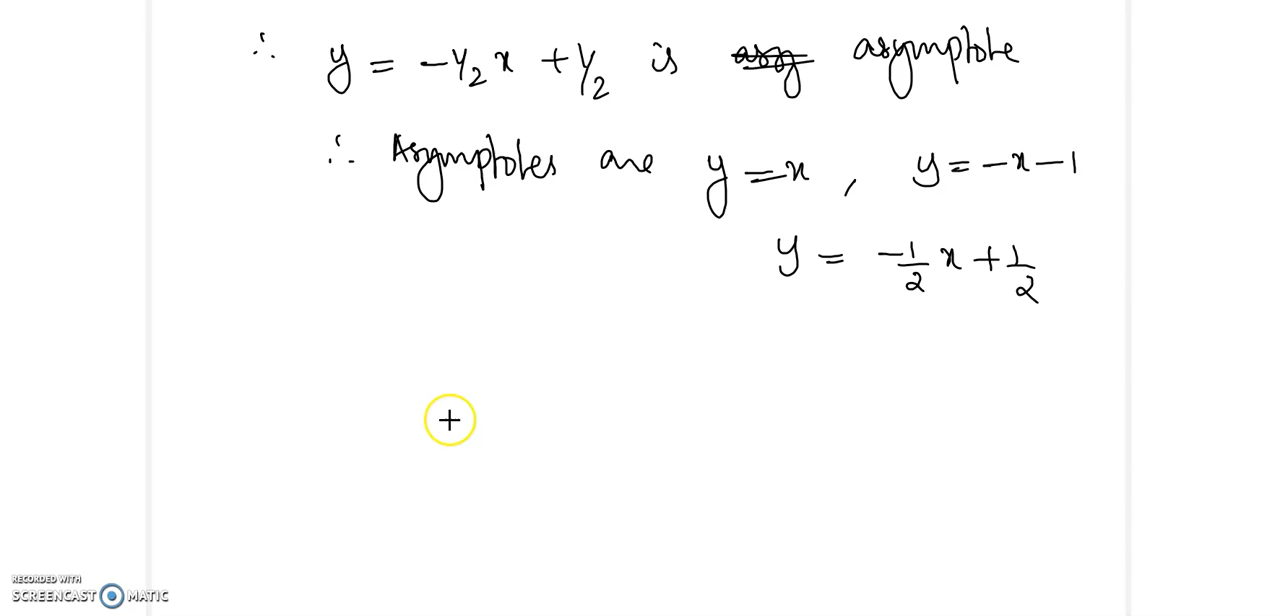 ∴ y = -1/2 x + 1/2 is asy asymptote
∴ Asymptotes are y = x , y = -x - 1
y = -1/2 x + 1/2
RECORDED WITH
SCREENCAST MATIC